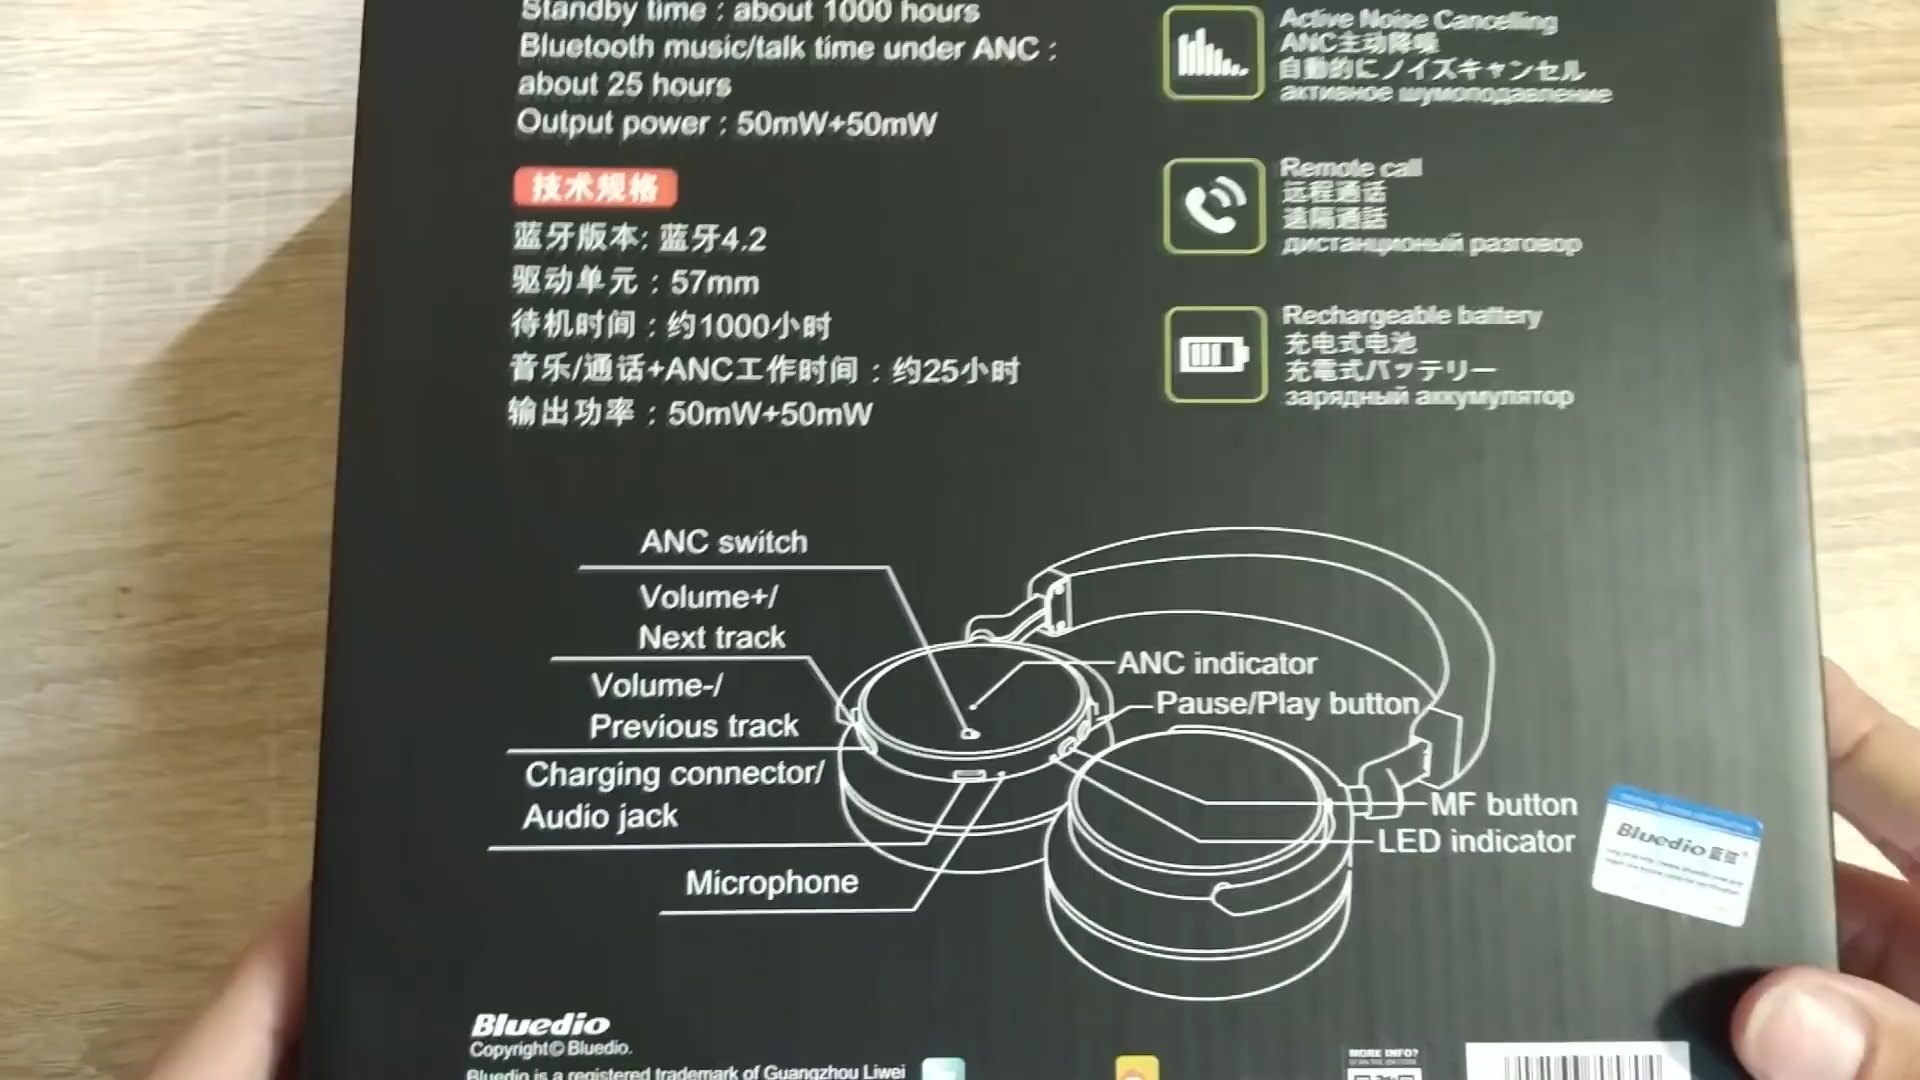 Standby time : about 1000 hours
Bluetooth music/talk time under ANC :
about 25 hours
Output power : 50mW+50mW
技术规格
蓝牙版本: 蓝牙4.2
驱动单元 : 57mm
待机时间 : 约1000小时
音乐/通话+ANC工作时间 : 约25小时
输出功率 : 50mW+50mW
Active Noise Cancelling
ANC主动降噪
自動的にノイズキャンセル
активное шумоподавление
Remote call
远程通话
遠隔通話
дистанционый разговор
Rechargeable battery
充电式电池
充電式バッテリー
зарядный аккумулятор
ANC switch
Volume+/
Next track
Volume-/
Previous track
Charging connector/
Audio jack
Microphone
ANC indicator
Pause/Play button
MF button
LED indicator
Bluedio 蓝弦
Bluedio
Copyright© Bluedio.
Bluedio is a registered trademark of Guangzhou Liwei
MORE INFO?